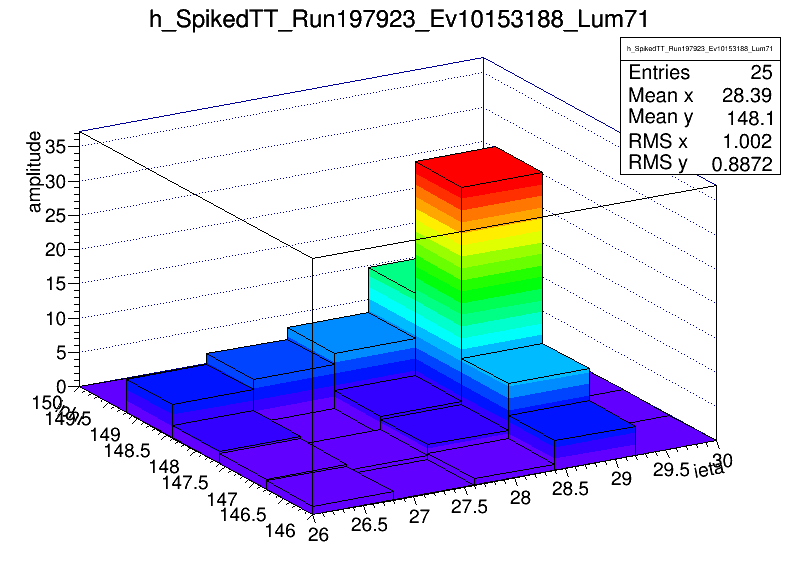 h_SpikedTT_Run197923_Ev10153188_Lum71
h_SpikedTT_Run197923_Ev10153188_Lum71
Entries 25
Mean x 28.39
Mean y 148.1
RMS x 1.002
RMS y 0.8872
amplitude
35
30
25
20
15
10
5
0
150
149.5
149
148.5
148
147.5
147
146.5
146
26
26.5
27
27.5
28
28.5
29
29.5
30
ieta